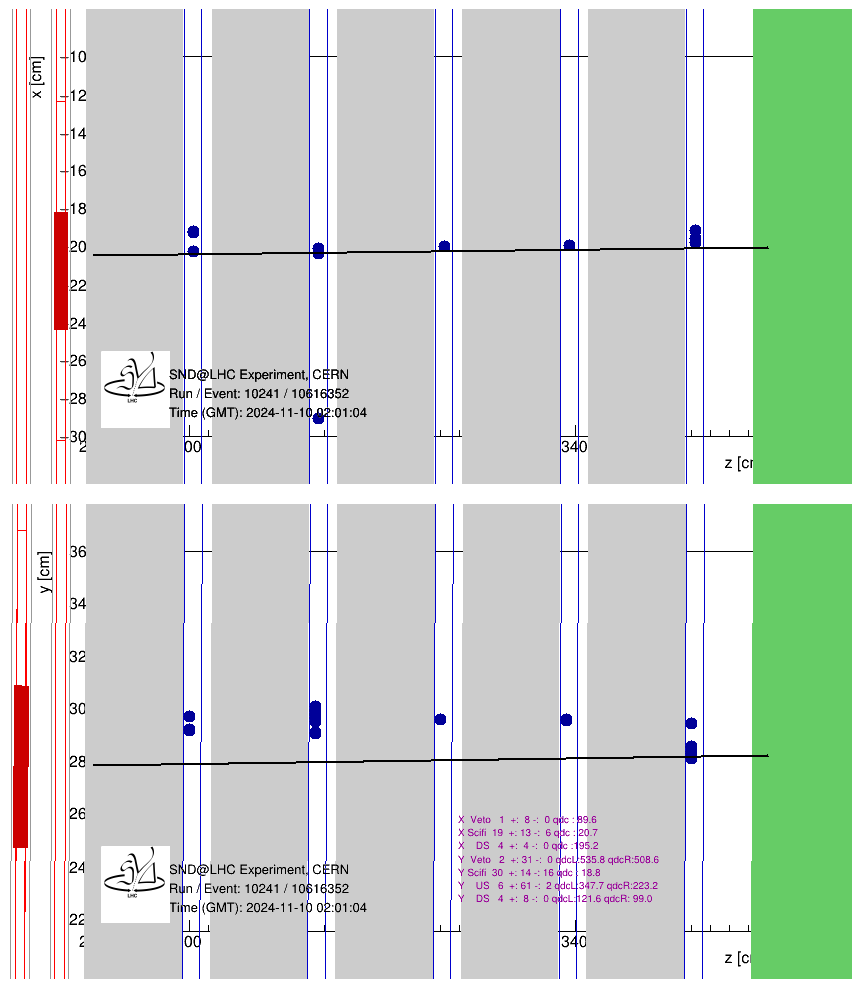 x [cm]
10
12
14
16
18
20
22
24
26
28
30
SND@LHC Experiment, CERN
Run / Event: 10241 / 10616352
Time (GMT): 2024-11-10 02:01:04
LHC
2 00 340
z [cm
y [cm]
36
34
32
30
28
26
24
22
X Veto 1 +: 8 -: 0 qdc : 89.6
X Scifi 19 +: 13 -: 6 qdc : 20.7
X DS 4 +: 4 -: 0 qdc :195.2
Y Veto 2 +: 31 -: 0 qdcL:535.8 qdcR:508.6
Y Scifi 30 +: 14 -: 16 qdc : 18.8
Y US 6 +: 61 -: 2 qdcL:347.7 qdcR:223.2
Y DS 4 +: 8 -: 0 qdcL:121.6 qdcR: 99.0
SND@LHC Experiment, CERN
Run / Event: 10241 / 10616352
Time (GMT): 2024-11-10 02:01:04
LHC
2 00 340
z [c